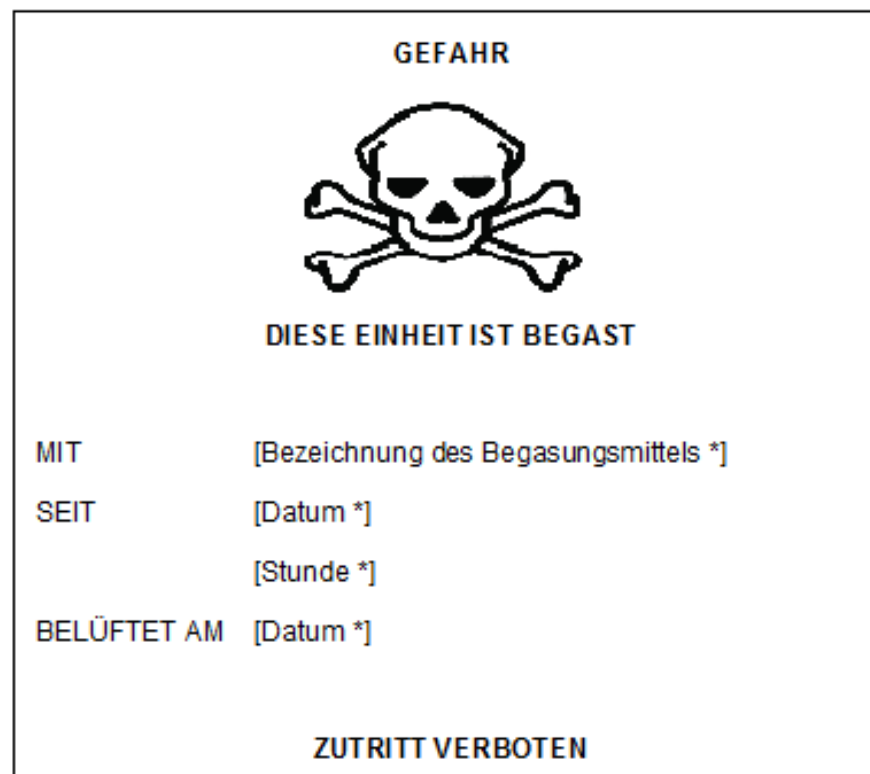 GEFAHR
DIESE EINHEIT IST BEGAST
MIT [Bezeichnung des Begasungsmittels *]
SEIT [Datum *]
[Stunde *]
BELÜFTET AM [Datum *]
ZUTRITT VERBOTEN